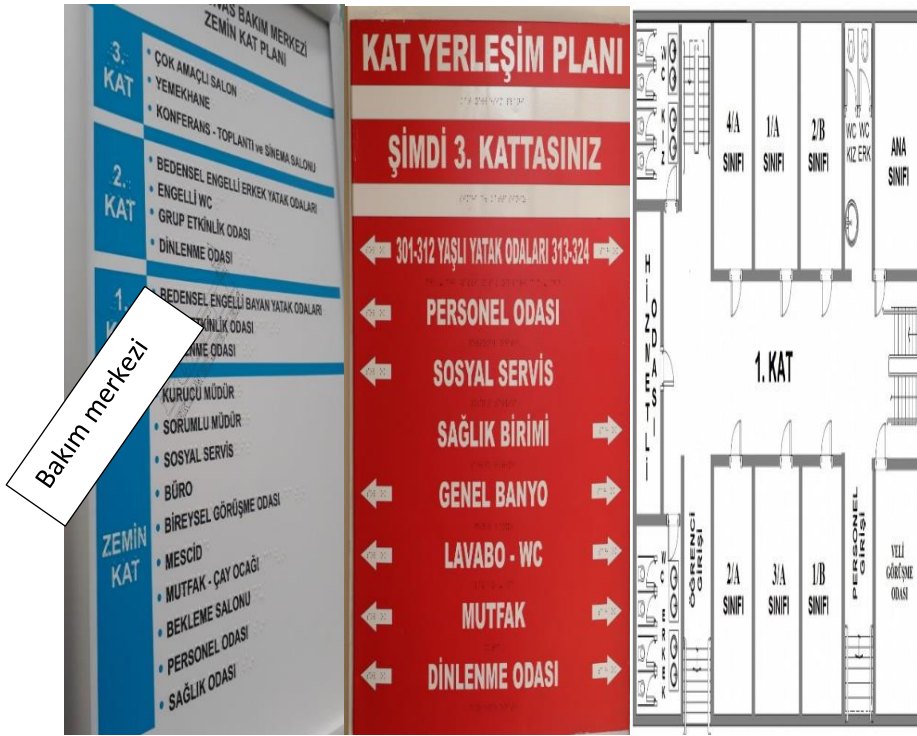 BAKIM MERKEZİ
ZEMİN KAT PLANI
3. KAT
• ÇOK AMAÇLI SALON
• YEMEKHANE
• KONFERANS - TOPLANTI ve SİNEMA SALONU
2. KAT
• BEDENSEL ENGELLİ ERKEK YATAK ODALARI
• ENGELLİ WC
• GRUP ETKİNLİK ODASI
• DİNLENME ODASI
1.
BEDENSEL ENGELLİ BAYAN YATAK ODALARI
ODASI
ODASI
Bakım merkezi
ZEMİN KAT
KURUCU MÜDÜR
• SORUMLU MÜDÜR
• SOSYAL SERVİS
• BÜRO
• BİREYSEL GÖRÜŞME ODASI
• MESCİD
• MUTFAK - ÇAY OCAĞI
• BEKLEME SALONU
• PERSONEL ODASI
• SAĞLIK ODASI
KAT YERLEŞİM PLANI
ŞİMDİ 3. KATTASINIZ
301-312 YAŞLI YATAK ODALARI 313-324
PERSONEL ODASI
SOSYAL SERVİS
SAĞLIK BİRİMİ
GENEL BANYO
LAVABO - WC
MUTFAK
DİNLENME ODASI
WC KIZ
4/A SINIFI
1/A SINIFI
2/B SINIFI
WC KIZ
WC ERK
ANA SINIFI
HİZMETLİ ODASI
1. KAT
WC ERKEK
ÖĞRENCİ GİRİŞİ
2/A SINIFI
3/A SINIFI
1/B SINIFI
PERSONEL GİRİŞİ
VELİ GÖRÜŞME ODASI